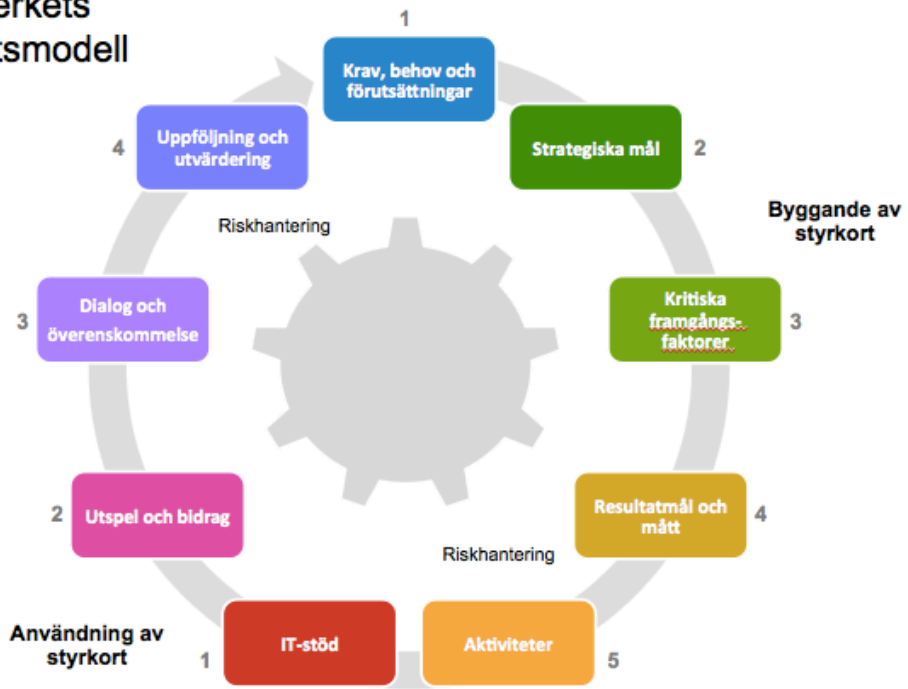 erkets
tsmodell
1
Krav, behov och
förutsättningar
Strategiska mål
2
Byggande av
styrkort
Kritiska
framgångs-
faktorer
3
Resultatmål och
mått
4
Riskhantering
Aktiviteter
5
Användning av
styrkort
1
IT-stöd
2
Utspel och bidrag
3
Dialog och
överenskommelse
4
Uppföljning och
utvärdering
Riskhantering